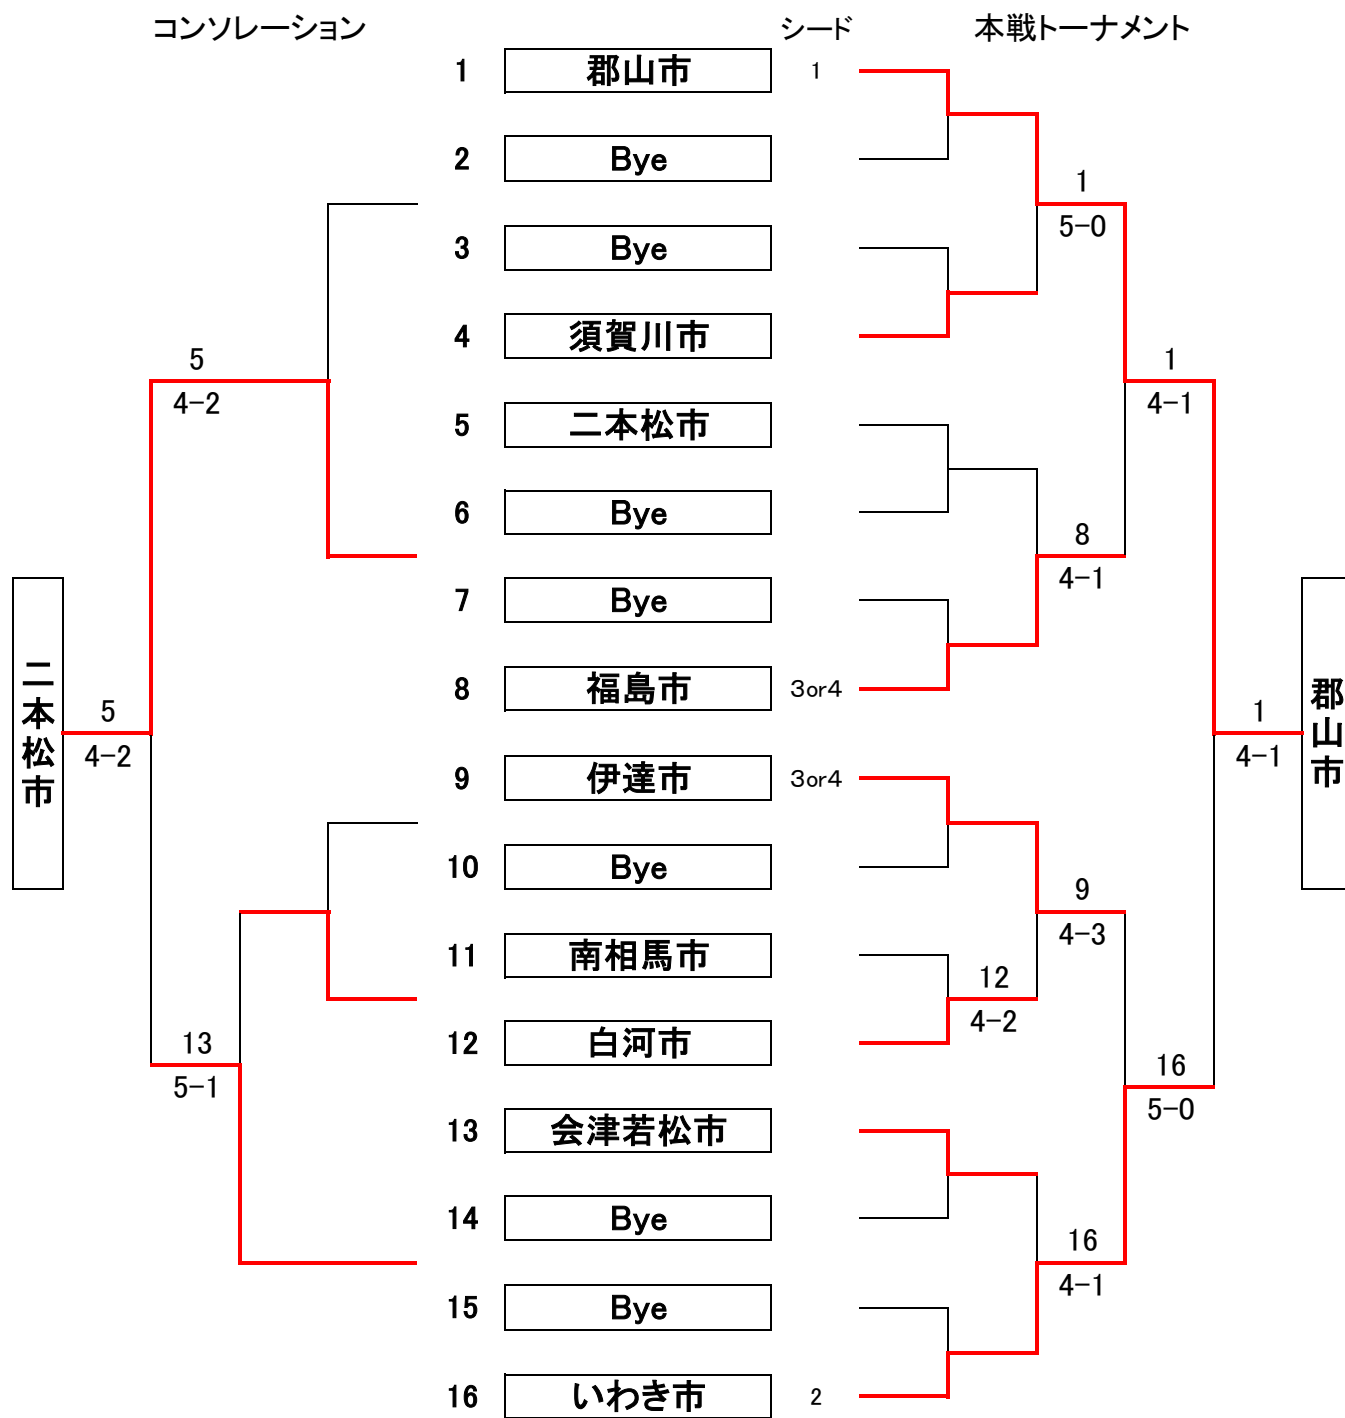 コンソレーション シード 本戦トーナメント
1 郡山市 1
2 Bye
1
5-0
3 Bye
4 須賀川市
5 1
4-2 4-1
5 二本松市
6 Bye
8
4-1
7 Bye
8 福島市 3or4
二本松市
5
4-2
1
4-1
郡山市
9 伊達市 3or4
10 Bye
9
4-3
11 南相馬市
12
4-2
12 白河市
13
5-1
16
5-0
13 会津若松市
14 Bye
16
4-1
15 Bye
16 いわき市 2